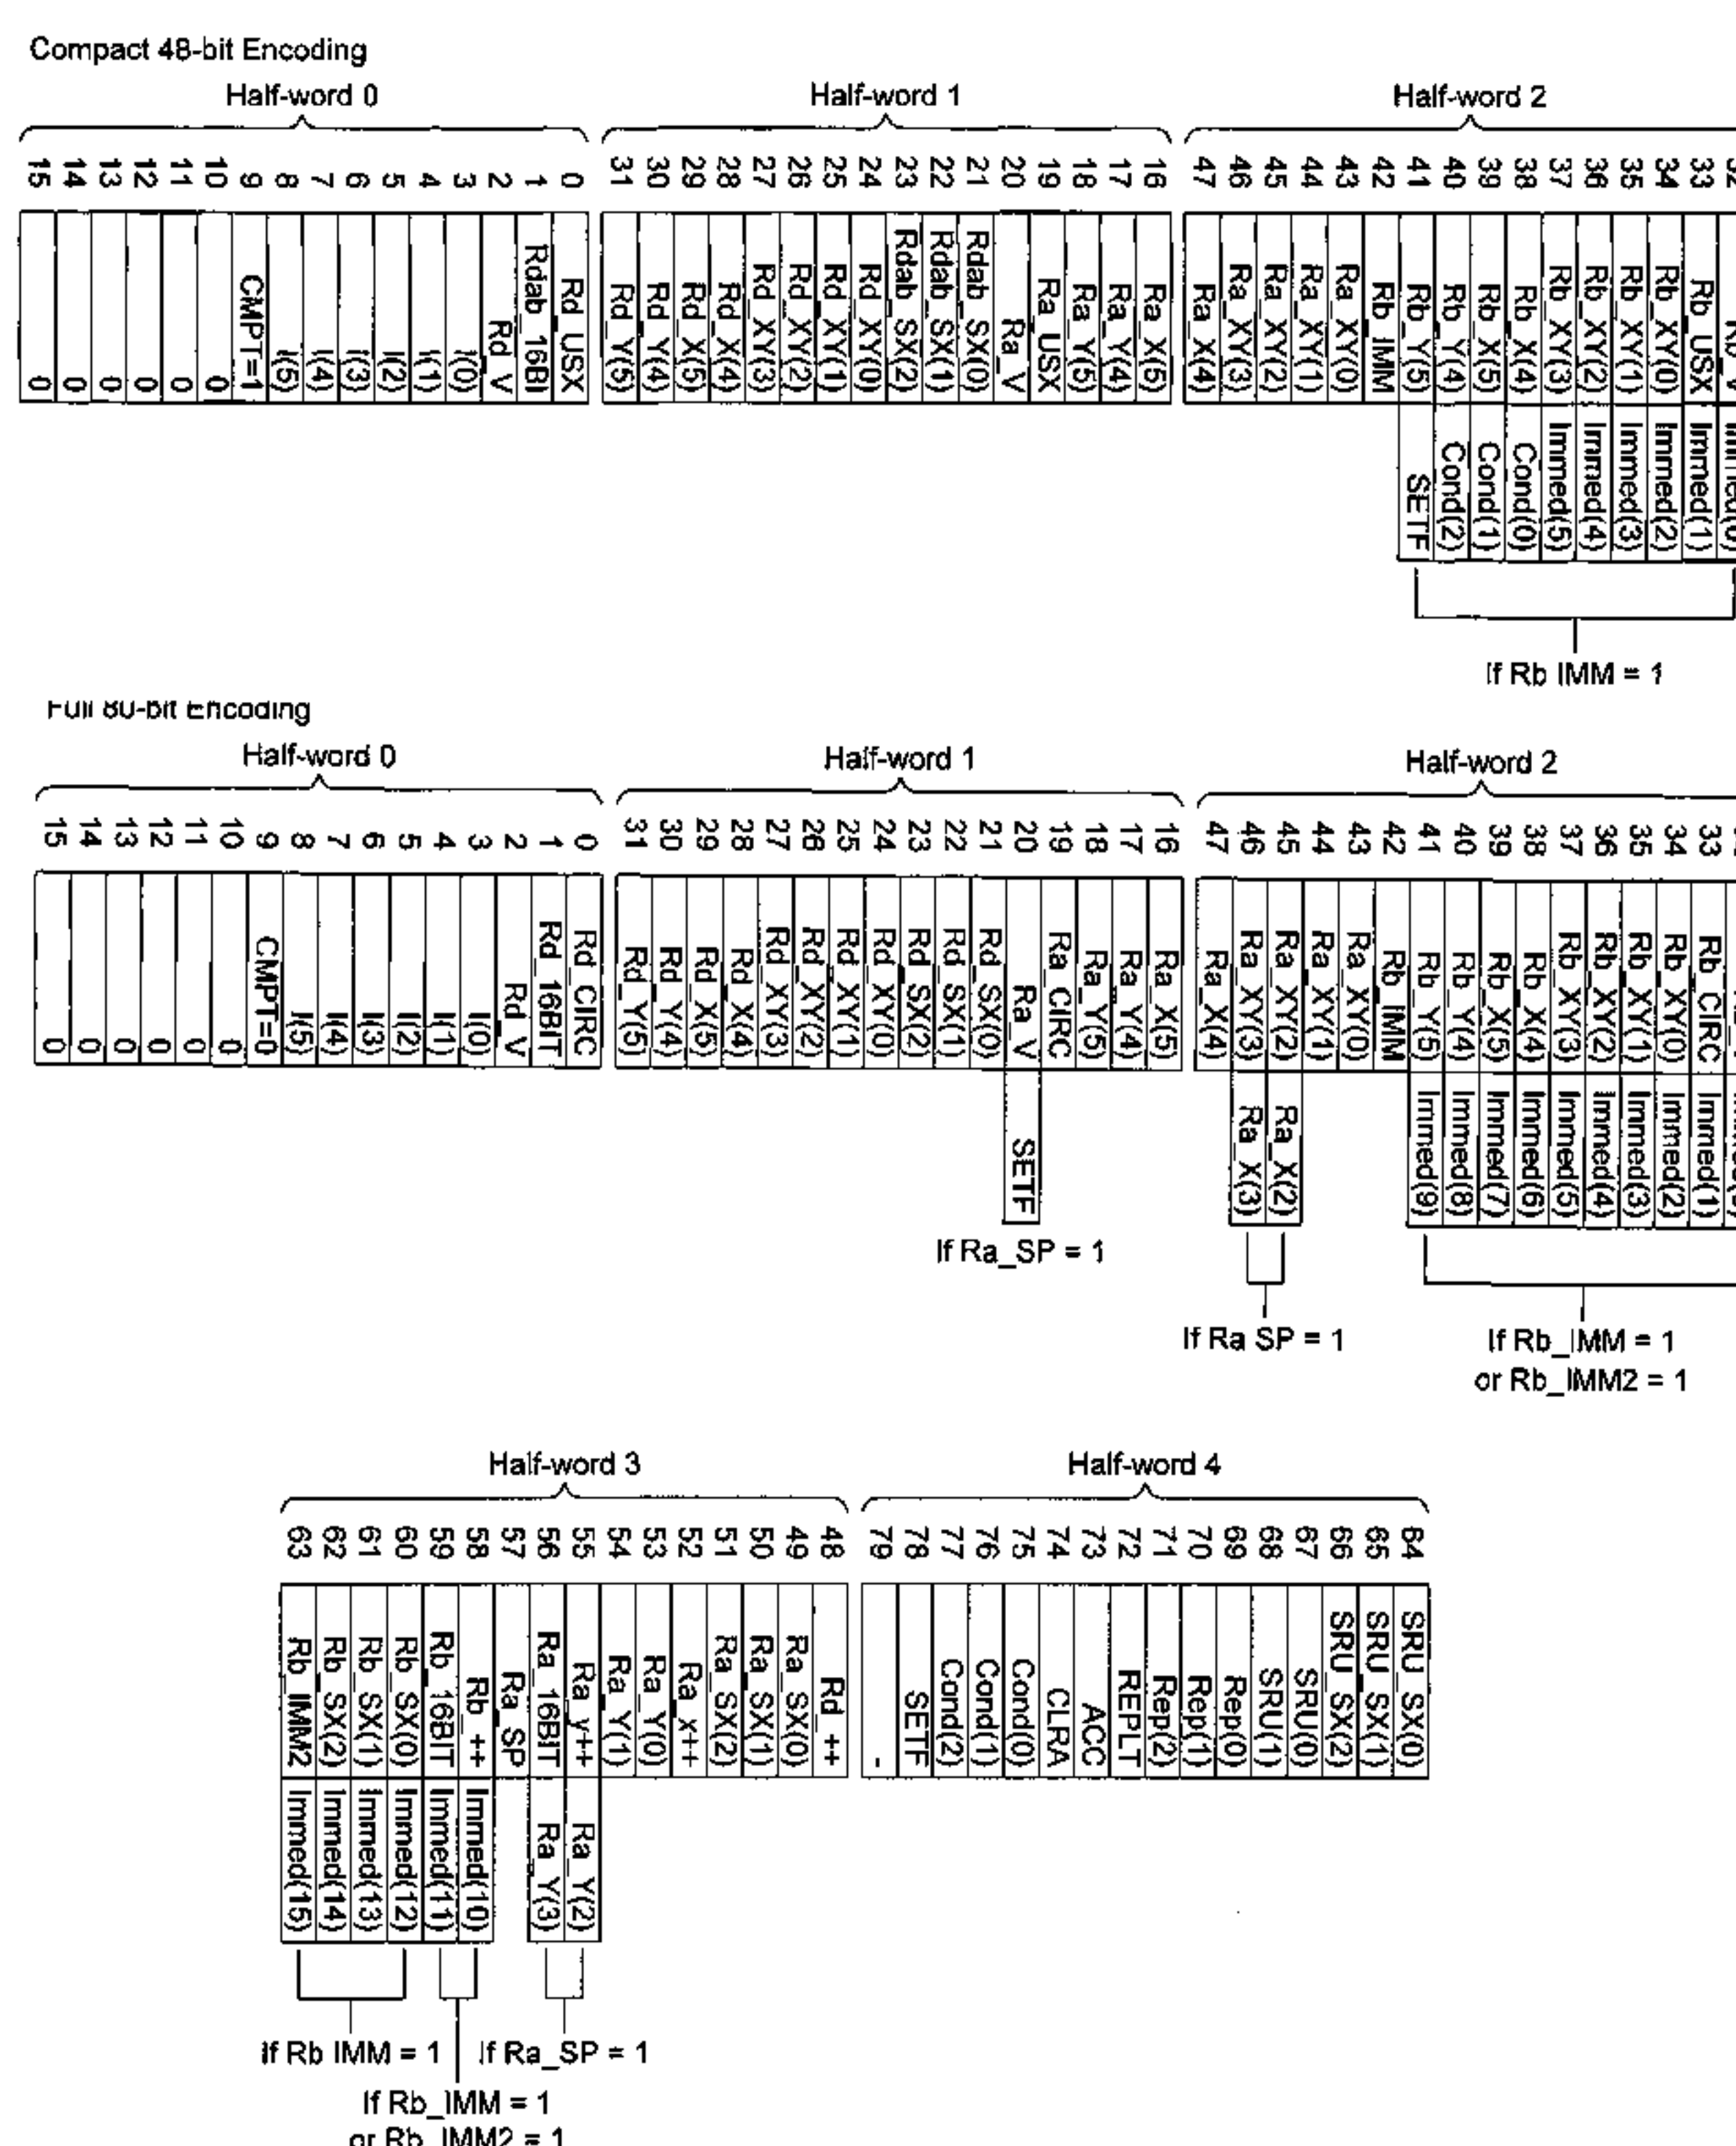 Compact 48-bit Encoding
Half-word 0
Half-word 1
Half-word 2
15 14 13 12 11 10 9 8 7 6 5 4 3 2 1 0
31 30 29 28 27 26 25 24 23 22 21 20 19 18 17 16
47 46 45 44 43 42 41 40 39 38 37 36 35 34 33 32
0 0 0 0 0 0 CMPT=1 I(5) I(4) I(3) I(2) I(1) I(0) Rd_V Rdab_16BI Rd_USX
Rd_Y(5) Rd_Y(4) Rd_X(5) Rd_X(4) Rd_XY(3) Rd_XY(2) Rd_XY(1) Rd_XY(0) Rdab_SX(2) Rdab_SX(1) Rdab_SX(0) Ra_V Ra_USX Ra_Y(5) Ra_Y(4) Ra_X(5)
Ra_X(4) Ra_XY(3) Ra_XY(2) Ra_XY(1) Ra_XY(0) Rb_IMM Rb_Y(5) Rb_Y(4) Rb_X(5) Rb_X(4) Rb_XY(3) Rb_XY(2) Rb_XY(1) Rb_XY(0) Rb_USX Rb_V
SETF Cond(2) Cond(1) Cond(0) Immed(5) Immed(4) Immed(3) Immed(2) Immed(1) Immed(0)
If Rb IMM = 1
Full 80-bit Encoding
Half-word 0
Half-word 1
Half-word 2
15 14 13 12 11 10 9 8 7 6 5 4 3 2 1 0
31 30 29 28 27 26 25 24 23 22 21 20 19 18 17 16
47 46 45 44 43 42 41 40 39 38 37 36 35 34 33
0 0 0 0 0 0 CMPT=0 I(5) I(4) I(3) I(2) I(1) I(0) Rd_V Rd_16BIT Rd_CIRC
Rd_Y(5) Rd_Y(4) Rd_X(5) Rd_X(4) Rd_XY(3) Rd_XY(2) Rd_XY(1) Rd_XY(0) Rd_SX(2) Rd_SX(1) Rd_SX(0) Ra_V Ra_CIRC Ra_Y(5) Ra_Y(4) Ra_X(5)
Ra_X(4) Ra_XY(3) Ra_XY(2) Ra_XY(1) Ra_XY(0) Rb_IMM Rb_Y(5) Rb_Y(4) Rb_X(5) Rb_X(4) Rb_XY(3) Rb_XY(2) Rb_XY(1) Rb_XY(0) Rb_CIRC
SETF
Ra_X(3) Ra_X(2)
Immed(9) Immed(8) Immed(7) Immed(6) Immed(5) Immed(4) Immed(3) Immed(2) Immed(1)
If Ra_SP = 1
If Ra SP = 1
If Rb_IMM = 1
or Rb_IMM2 = 1
Half-word 3
Half-word 4
63 62 61 60 59 58 57 56 55 54 53 52 51 50 49 48
79 78 77 76 75 74 73 72 71 70 69 68 67 66 65 64
Rb_IMM2 Rb_SX(2) Rb_SX(1) Rb_SX(0) Rb_16BIT Rb_++ Ra_SP Ra_16BIT Ra_y++ Ra_Y(1) Ra_Y(0) Ra_x++ Ra_SX(2) Ra_SX(1) Ra_SX(0) Rd_++
- SETF Cond(2) Cond(1) Cond(0) CLRA ACC REPLT Rep(2) Rep(1) Rep(0) SRU(1) SRU(0) SRU_SX(2) SRU_SX(1) SRU_SX(0)
Immed(15) Immed(14) Immed(13) Immed(12) Immed(11) Immed(10)
Ra_Y(3) Ra_Y(2)
If Rb IMM = 1
If Ra_SP = 1
If Rb_IMM = 1
or Rb_IMM2 = 1